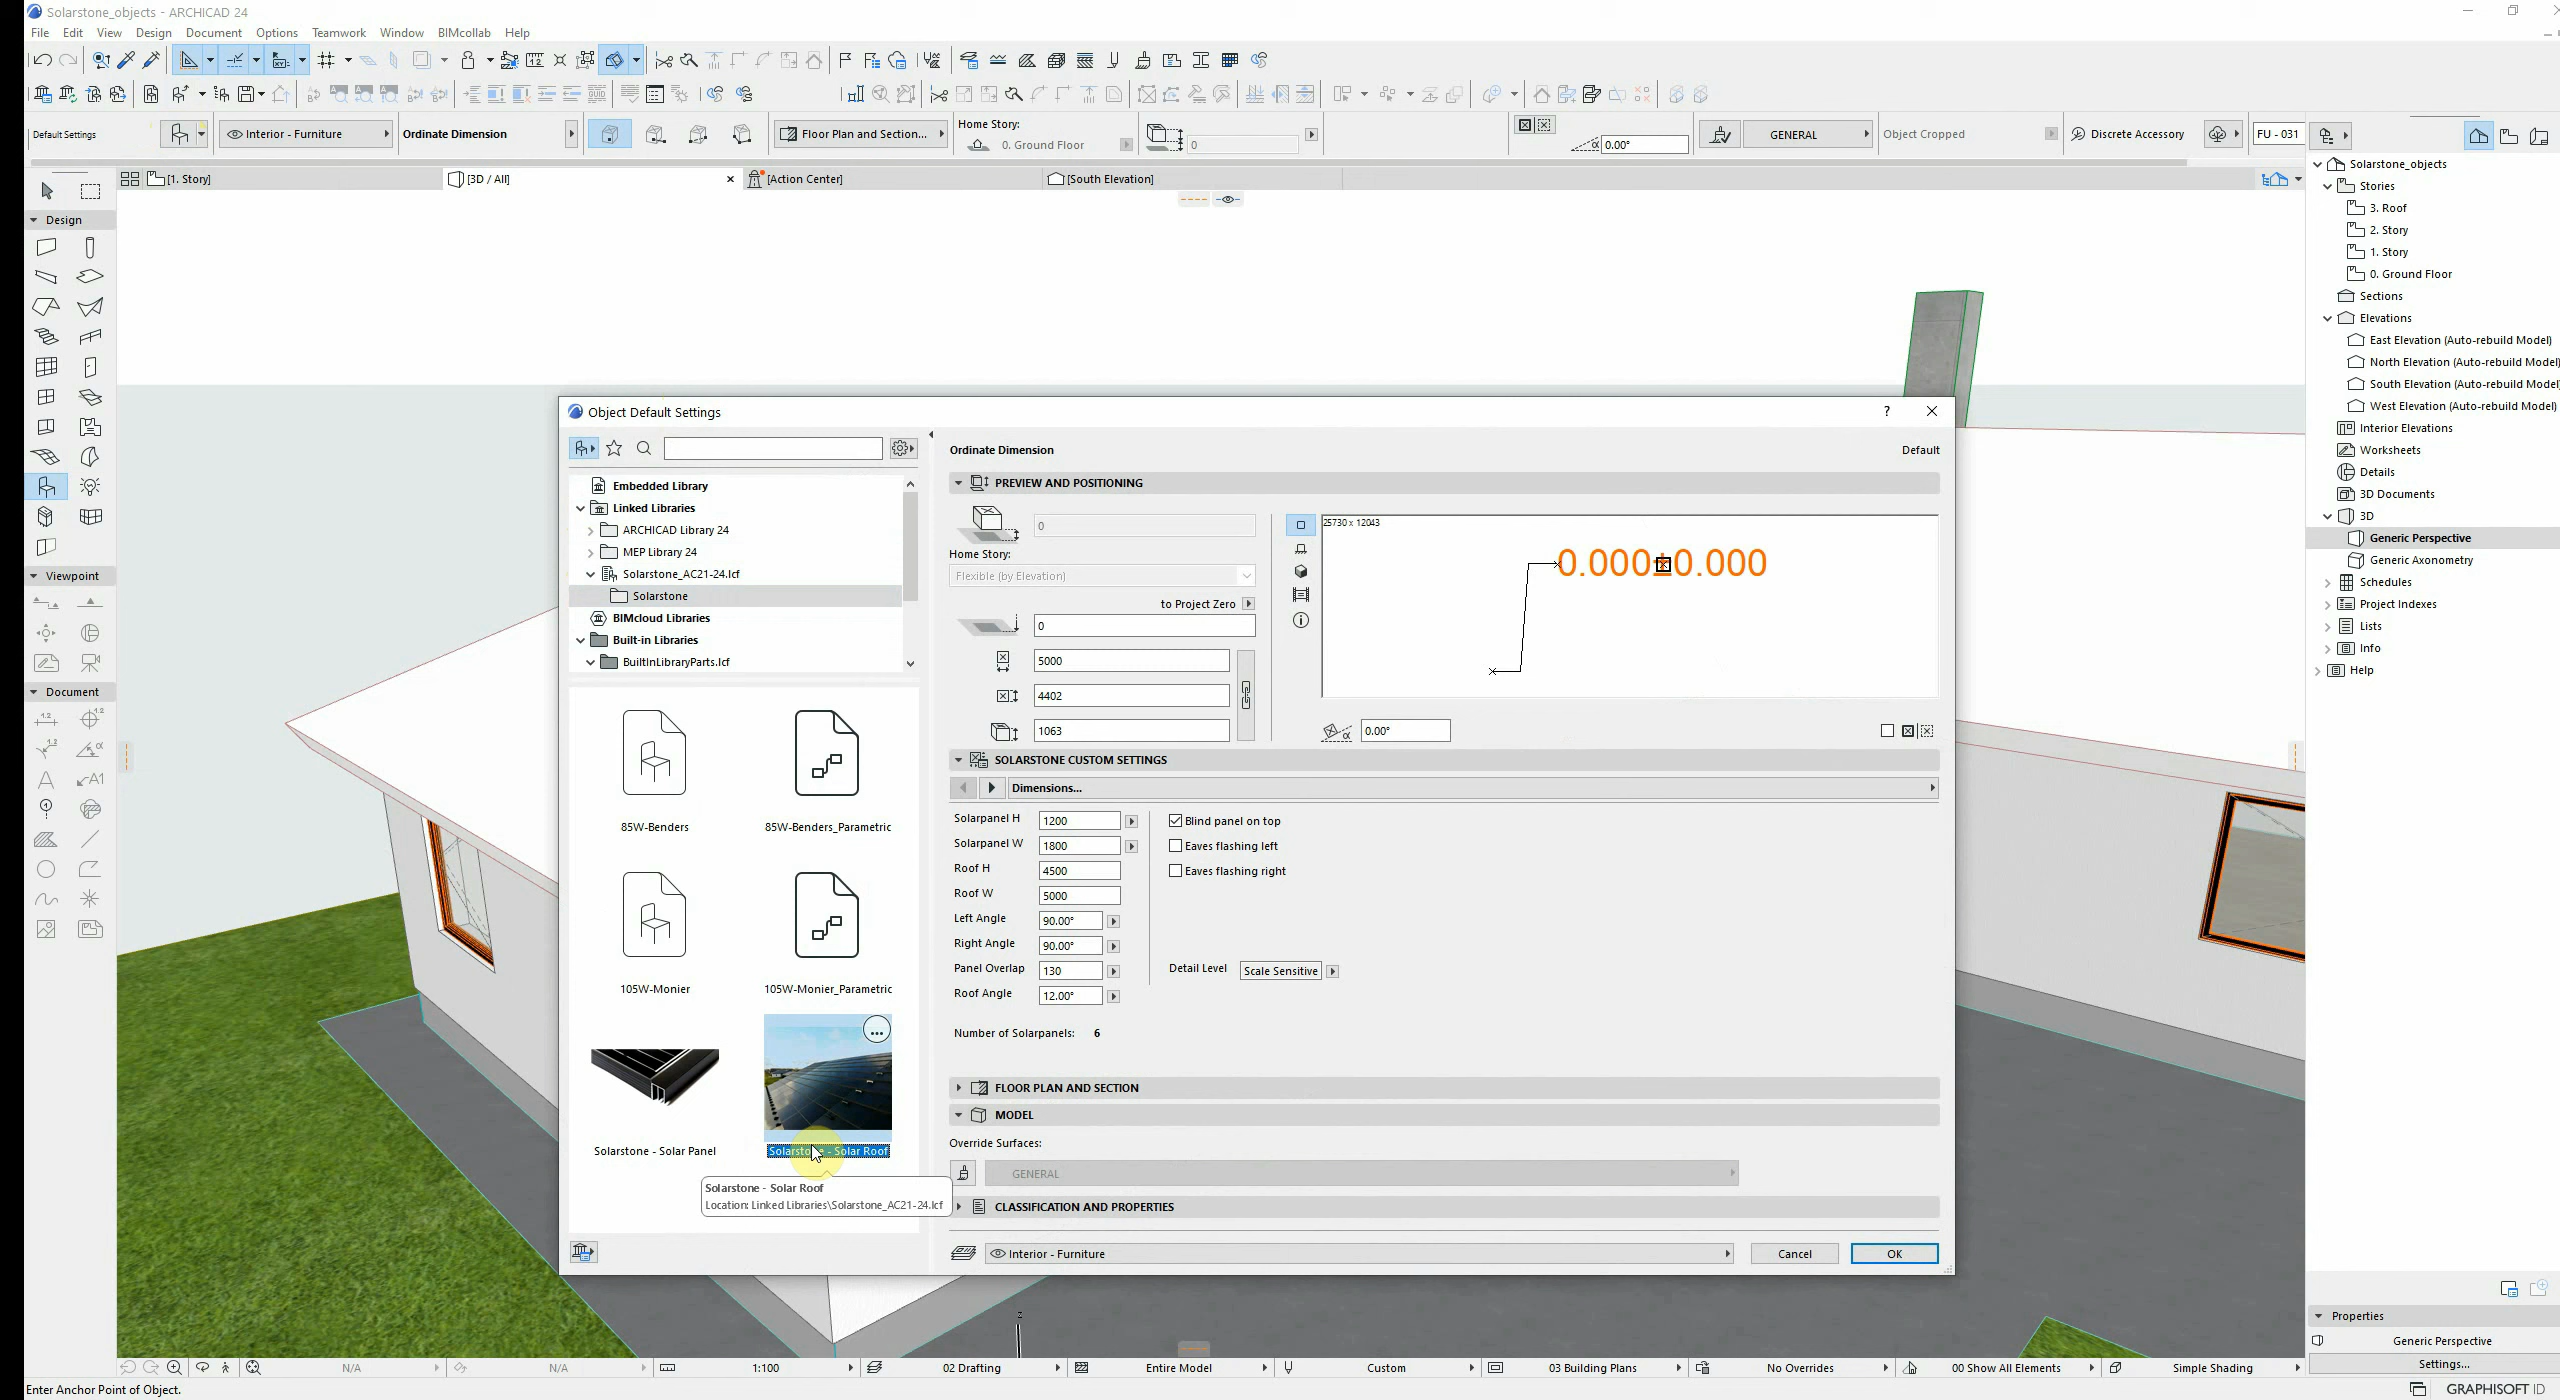 Solarstone_objects - ARCHICAD 24
File Edit View Design Document Options Teamwork Window BIMcollab Help
Default Settings
Interior - Furniture
Ordinate Dimension
Floor Plan and Section...
Home Story:
0. Ground Floor
0
0.00°
GENERAL
Object Cropped
Discrete Accessory
FU - 031
[1. Story]
[3D / All]
[Action Center]
[South Elevation]
Design
Viewpoint
Document
Solarstone_objects
Stories
3. Roof
2. Story
1. Story
0. Ground Floor
Sections
Elevations
East Elevation (Auto-rebuild Model)
North Elevation (Auto-rebuild Model)
South Elevation (Auto-rebuild Model)
West Elevation (Auto-rebuild Model)
Interior Elevations
Worksheets
Details
3D Documents
3D
Generic Perspective
Generic Axonometry
Schedules
Project Indexes
Lists
Info
Help
Object Default Settings
?
Embedded Library
Linked Libraries
ARCHICAD Library 24
MEP Library 24
Solarstone_AC21-24.lcf
Solarstone
BIMcloud Libraries
Built-in Libraries
BuiltInLibraryParts.lcf
85W-Benders
85W-Benders_Parametric
105W-Monier
105W-Monier_Parametric
Solarstone - Solar Panel
Solarstone - Solar Roof
Solarstone - Solar Roof
Location: Linked Libraries\Solarstone_AC21-24.lcf
Ordinate Dimension
Default
PREVIEW AND POSITIONING
0
Home Story:
Flexible (by Elevation)
to Project Zero
0
5000
4402
1063
25730 x 12043
0.000±0.000
0.00°
SOLARSTONE CUSTOM SETTINGS
Dimensions...
Solarpanel H 1200
Solarpanel W 1800
Roof H 4500
Roof W 5000
Left Angle 90.00°
Right Angle 90.00°
Panel Overlap 130
Roof Angle 12.00°
Blind panel on top
Eaves flashing left
Eaves flashing right
Detail Level Scale Sensitive
Number of Solarpanels: 6
FLOOR PLAN AND SECTION
MODEL
Override Surfaces:
GENERAL
CLASSIFICATION AND PROPERTIES
Interior - Furniture
Cancel
OK
z
Properties
Generic Perspective
Settings...
N/A
N/A
1:100
02 Drafting
Entire Model
Custom
03 Building Plans
No Overrides
00 Show All Elements
Simple Shading
Enter Anchor Point of Object.
GRAPHISOFT ID